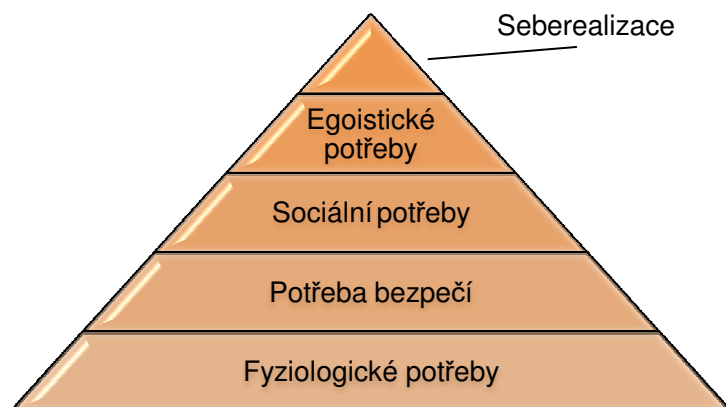 Seberealizace
Egoistické
potřeby
Sociální potřeby
Potřeba bezpečí
Fyziologické potřeby